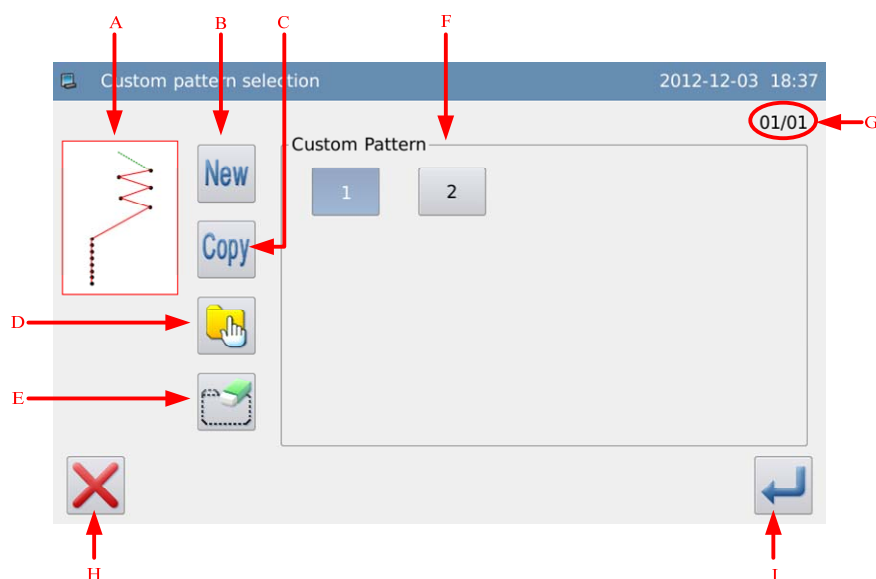 A B C F
Custom pattern selection 2012-12-03 18:37
01/01 G
Custom Pattern
New 1 2
Copy
D
E
H I